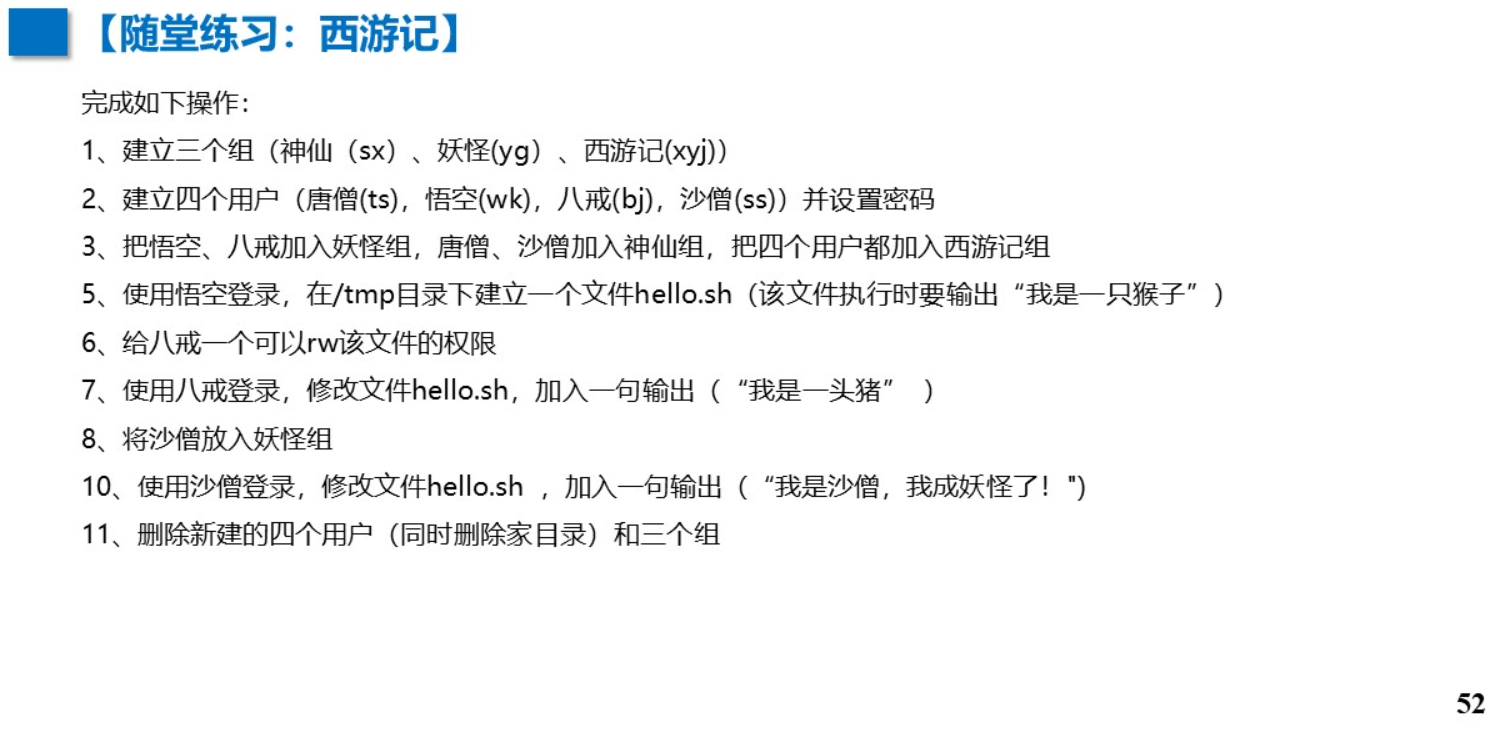 【随堂练习：西游记】
完成如下操作：
1、建立三个组（神仙（sx）、妖怪(yg）、西游记(xyj)）
2、建立四个用户（唐僧(ts)，悟空(wk)，八戒(bj)，沙僧(ss)）并设置密码
3、把悟空、八戒加入妖怪组，唐僧、沙僧加入神仙组，把四个用户都加入西游记组
5、使用悟空登录，在/tmp目录下建立一个文件hello.sh（该文件执行时要输出“我是一只猴子”）
6、给八戒一个可以rw该文件的权限
7、使用八戒登录，修改文件hello.sh，加入一句输出（“我是一头猪” ）
8、将沙僧放入妖怪组
10、使用沙僧登录，修改文件hello.sh ，加入一句输出（“我是沙僧，我成妖怪了！")
11、删除新建的四个用户（同时删除家目录）和三个组
52